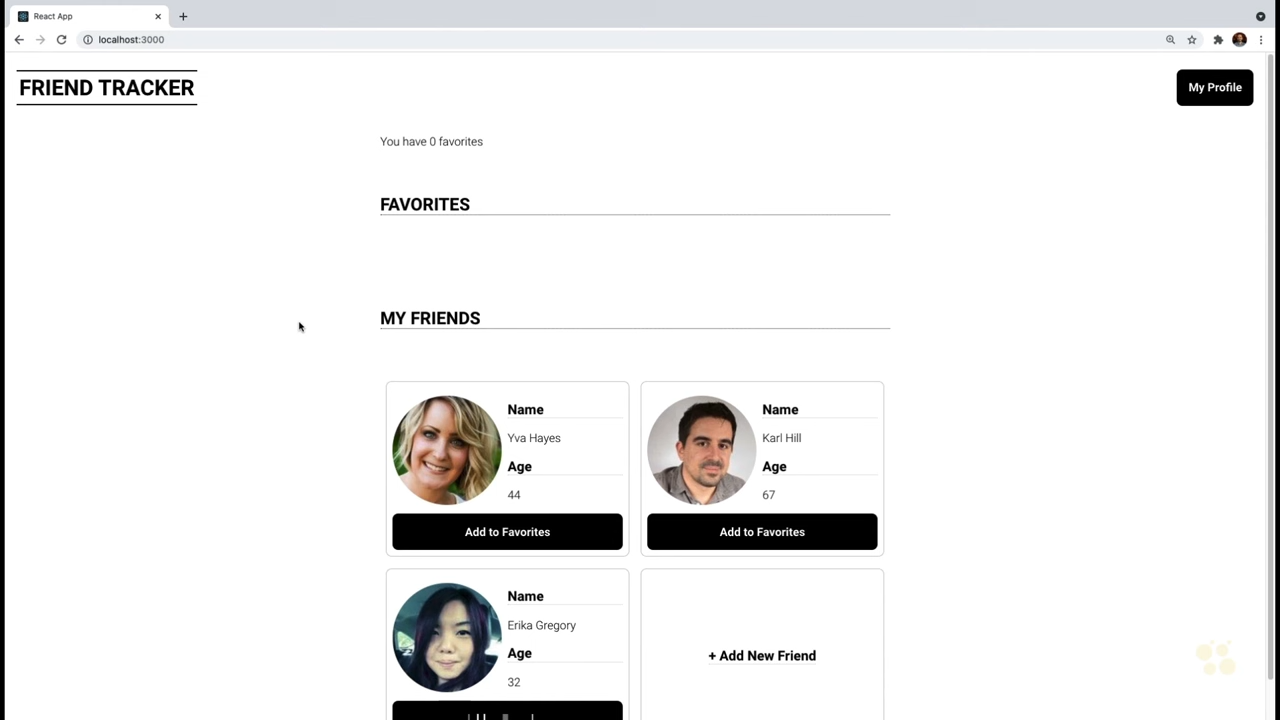 React App
localhost:3000
FRIEND TRACKER
My Profile
You have 0 favorites
FAVORITES
MY FRIENDS
Name
Yva Hayes
Age
44
Add to Favorites
Name
Karl Hill
Age
67
Add to Favorites
Name
Erika Gregory
Age
32
+ Add New Friend